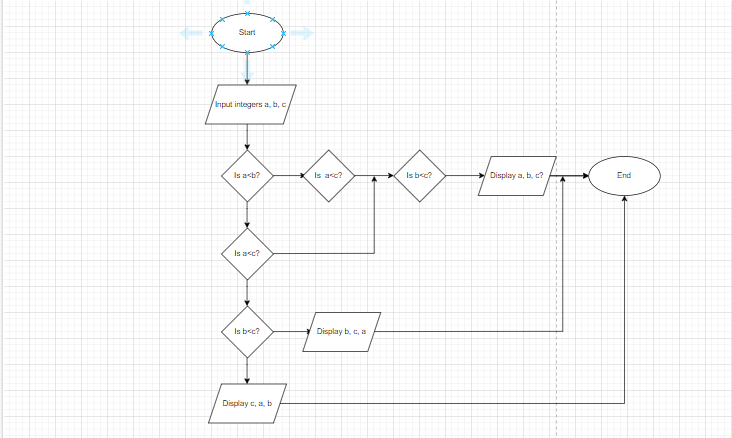 Start
Input integers a, b, c
Is a<b?
Is a<c?
Is b<c?
Display a, b, c?
End
Is a<c?
Is b<c?
Display b, c, a
Display c, a, b